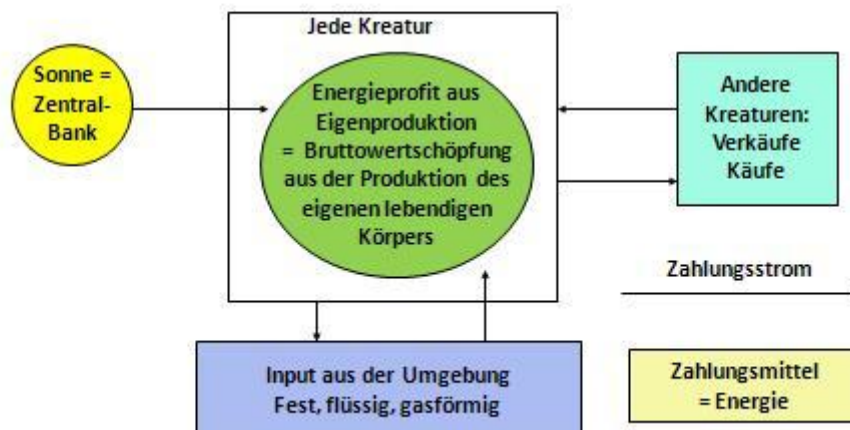 Jede Kreatur
Sonne =
Zentral-
Bank
Energieprofit aus
Eigenproduktion
= Bruttowertschöpfung
aus der Produktion des
eigenen lebendigen
Körpers
Andere
Kreaturen:
Verkäufe
Käufe
Zahlungsstrom
Input aus der Umgebung
Fest, flüssig, gasförmig
Zahlungsmittel
= Energie